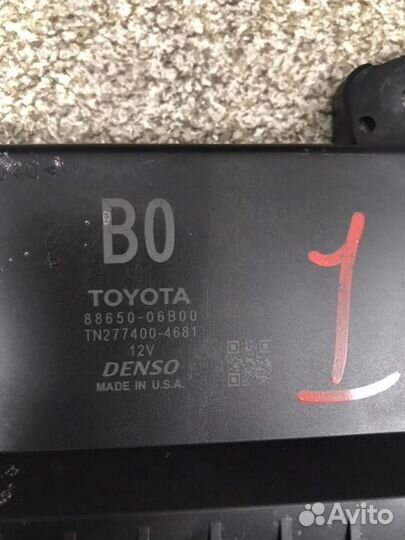 B0
TOYOTA
88650-06B00
TN277400-4681
12V
DENSO
MADE IN U.S.A.
1
Avito